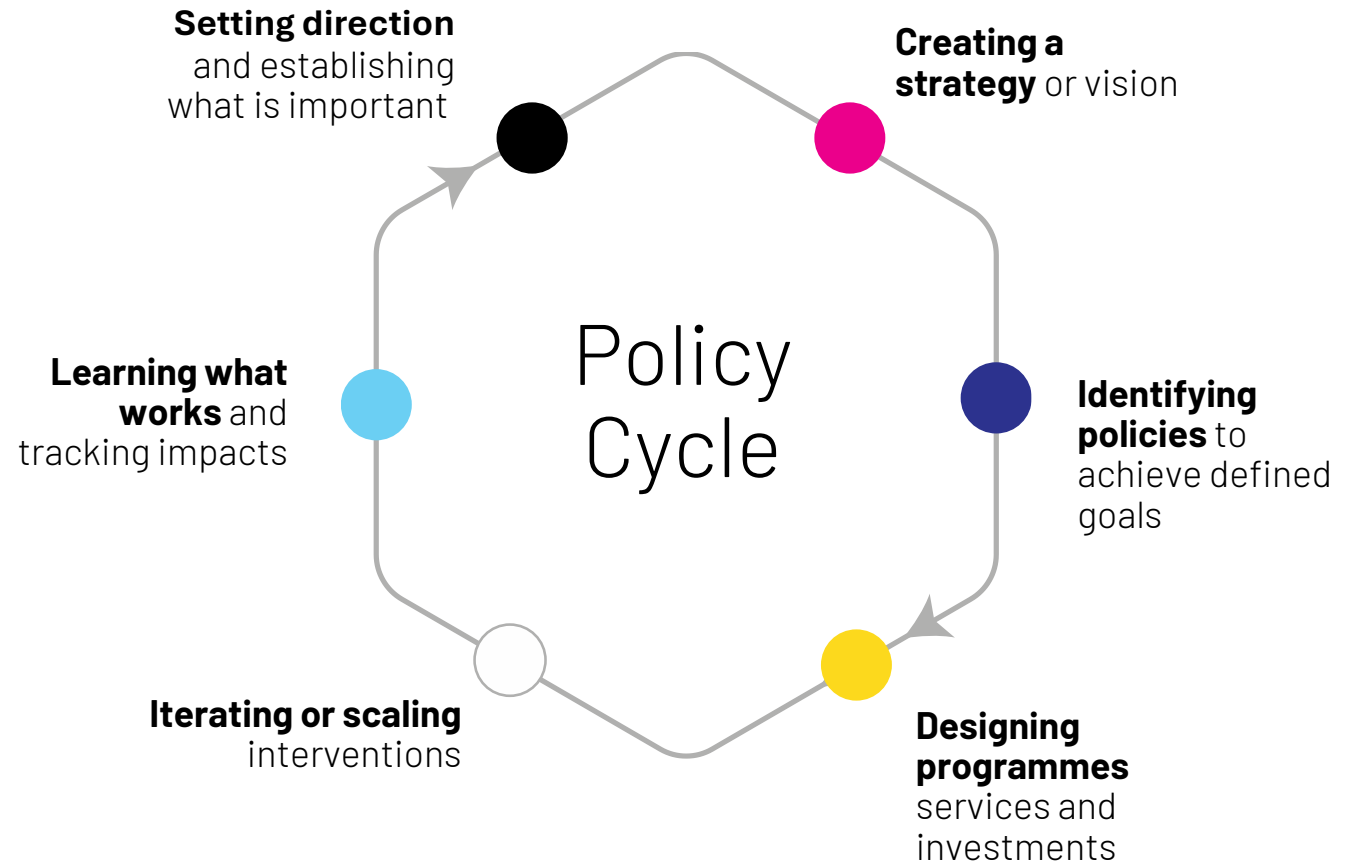 Setting direction
and establishing
what is important
Creating a
strategy or vision
Policy
Cycle
Learning what
works and
tracking impacts
Identifying
policies to
achieve defined
goals
Iterating or scaling
interventions
Designing
programmes
services and
investments